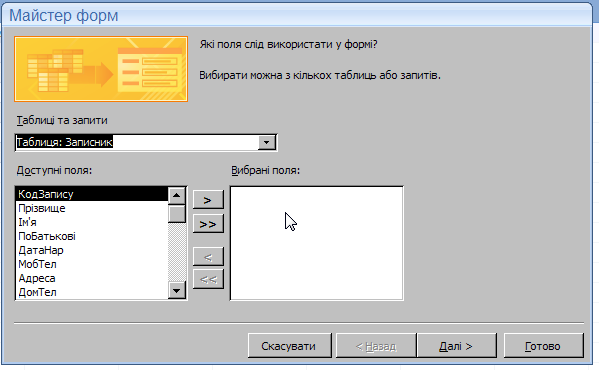 Майстер форм
Які поля слід використати у формі?
Вибирати можна з кількох таблиць або запитів.
Таблиці та запити
Таблиця: Записник
Доступні поля:
Вибрані поля:
КодЗапису
Прізвище
Ім'я
ПоБатькові
ДатаНар
МобТел
Адреса
ДомТел
>
>>
<
<<
Скасувати
< Назад
Далі >
Готово